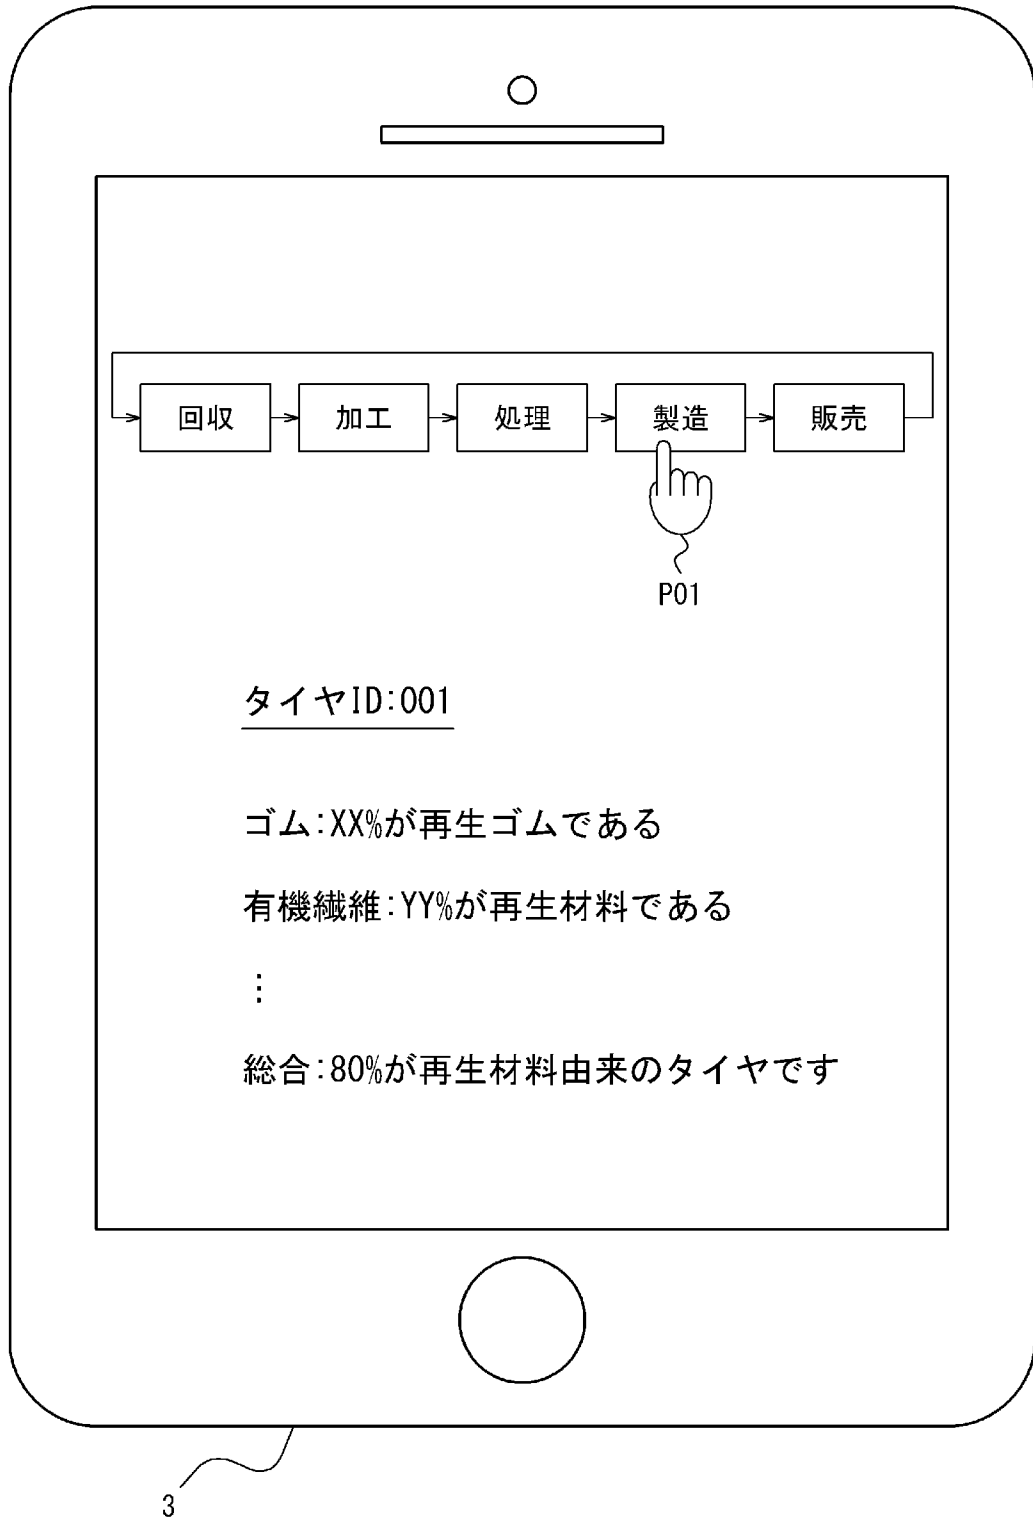 回収 加工 処理 製造 販売
P01
タイヤID:001
ゴム:XX%が再生ゴムである
有機繊維:YY%が再生材料である
⋮
総合:80%が再生材料由来のタイヤです
3